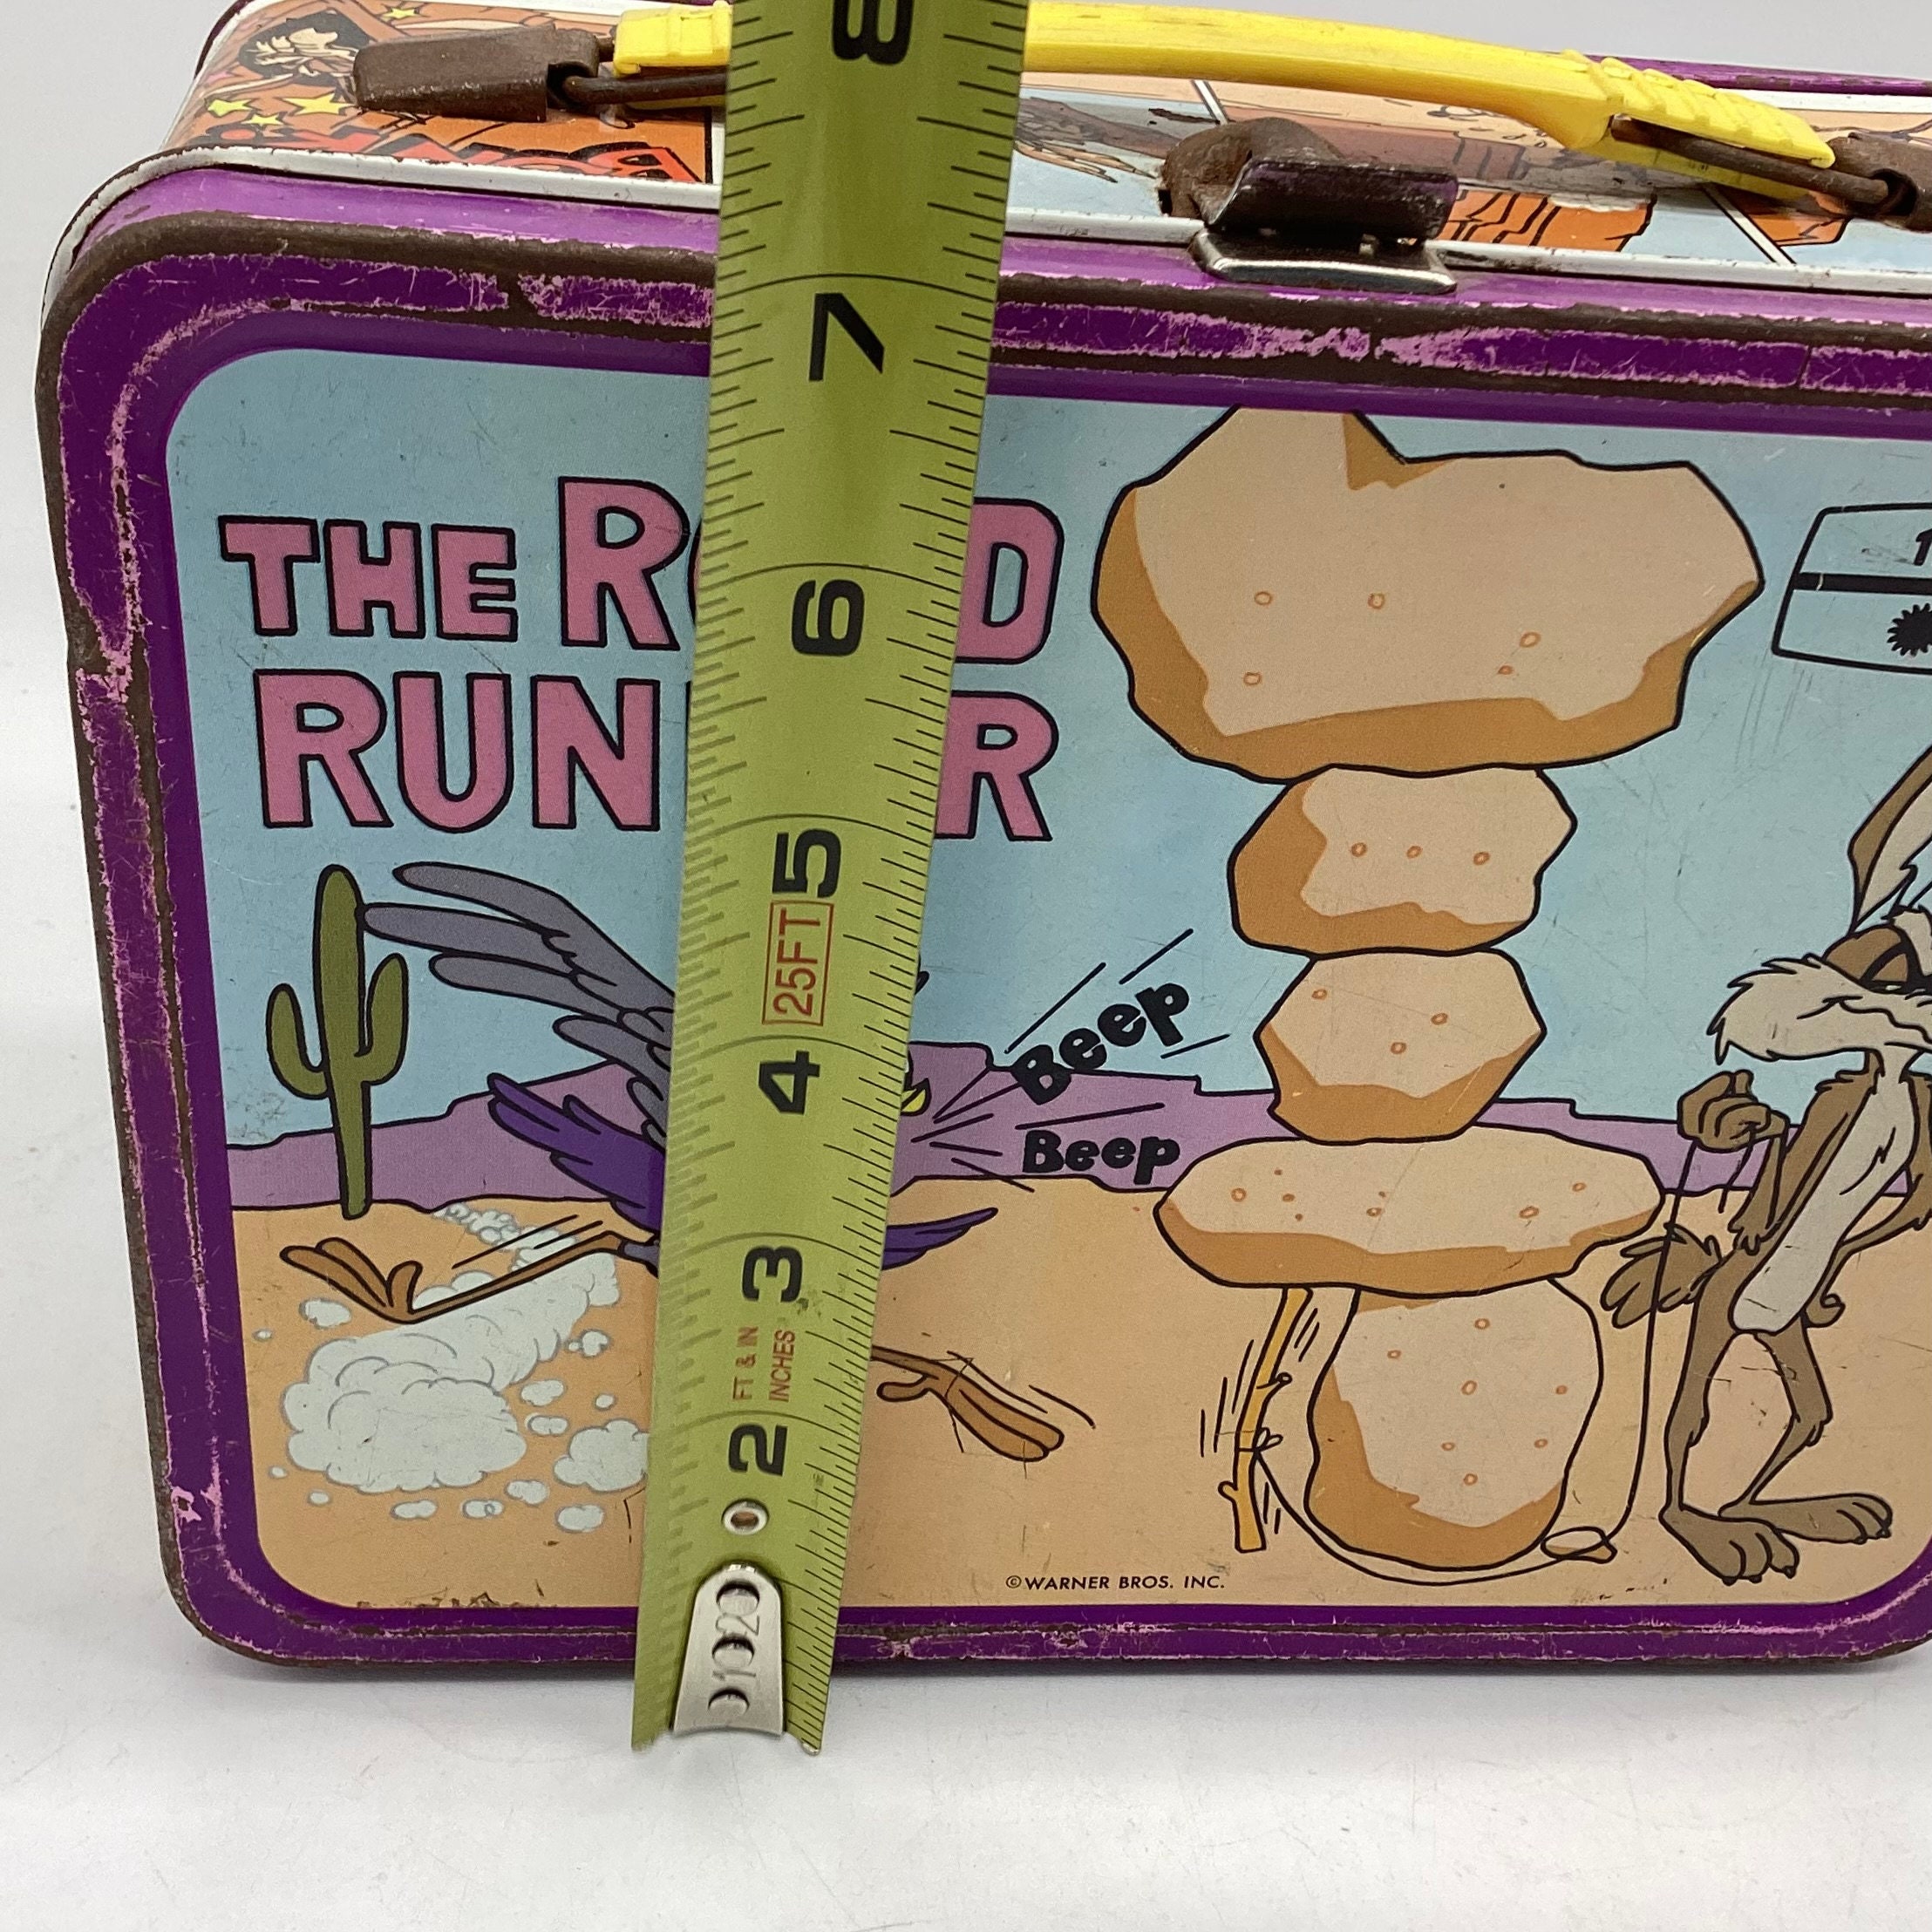 8
7
6
5
25FT
4
3
FT & IN
INCHES
2
THE R D
RUN R
Beep
Beep
©WARNER BROS. INC.